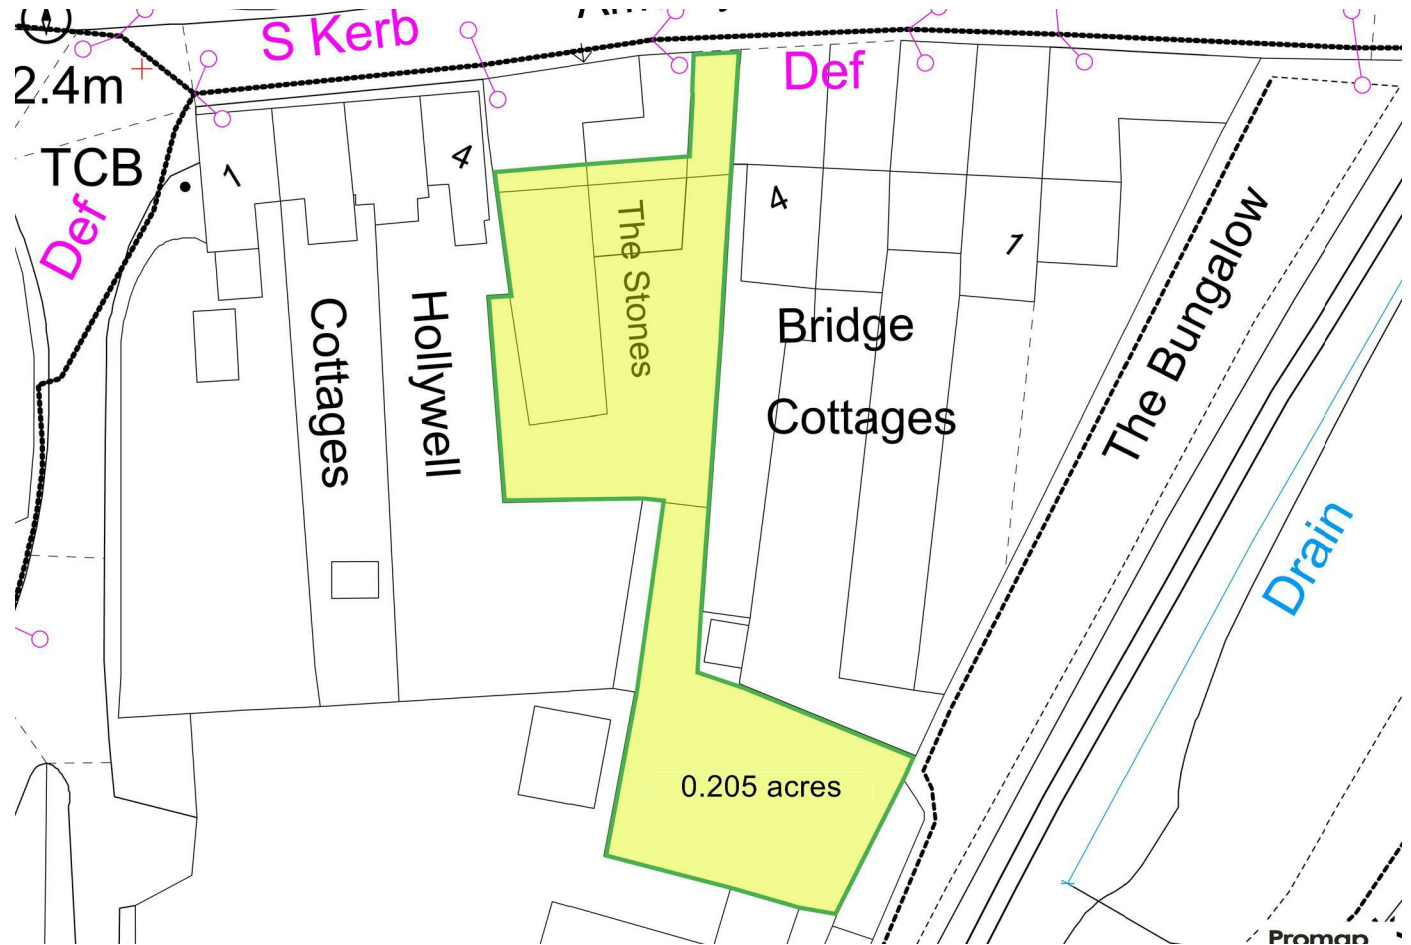 S Kerb
Def
2.4m
TCB
Def
1
4
The Stones
4
1
Hollywell
Cottages
Bridge
Cottages
The Bungalow
Drain
0.205 acres
Promap